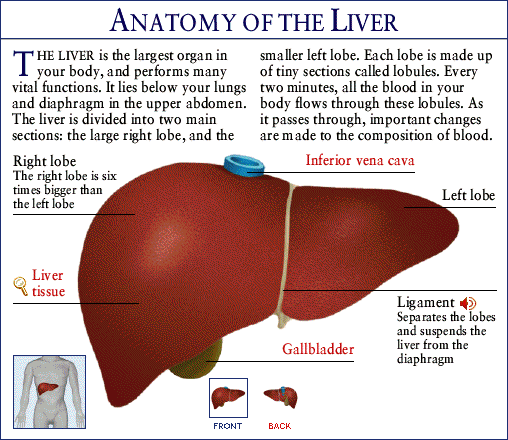 ANATOMY OF THE LIVER
THE LIVER is the largest organ in
your body, and performs many
vital functions. It lies below your lungs
and diaphragm in the upper abdomen.
The liver is divided into two main
sections: the large right lobe, and the
smaller left lobe. Each lobe is made up
of tiny sections called lobules. Every
two minutes, all the blood in your
body flows through these lobules. As
it passes through, important changes
are made to the composition of blood.
Right lobe
The right lobe is six
times bigger than
the left lobe
Inferior vena cava
Left lobe
Liver
tissue
Ligament
Separates the lobes
and suspends the
liver from the
diaphragm
Gallbladder
FRONT
BACK